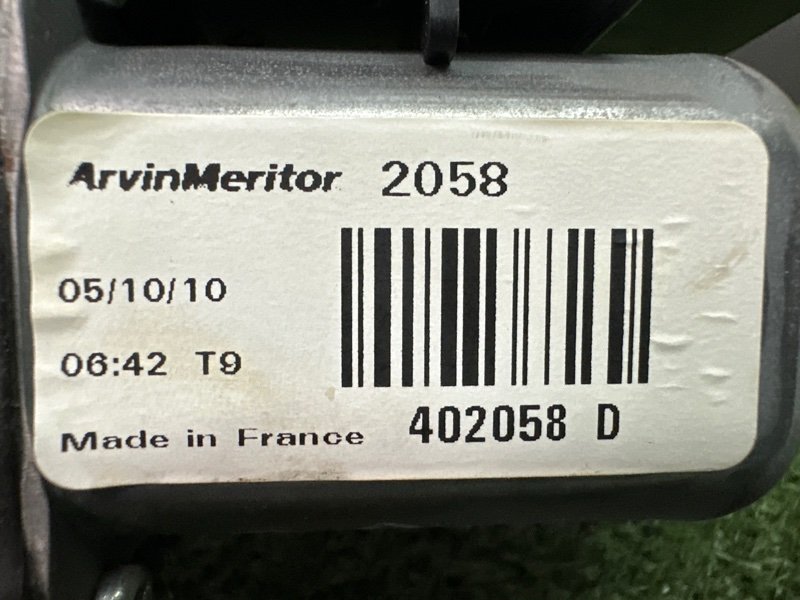 ArvinMeritor 2058
05/10/10
06:42 T9
Made in France
402058 D